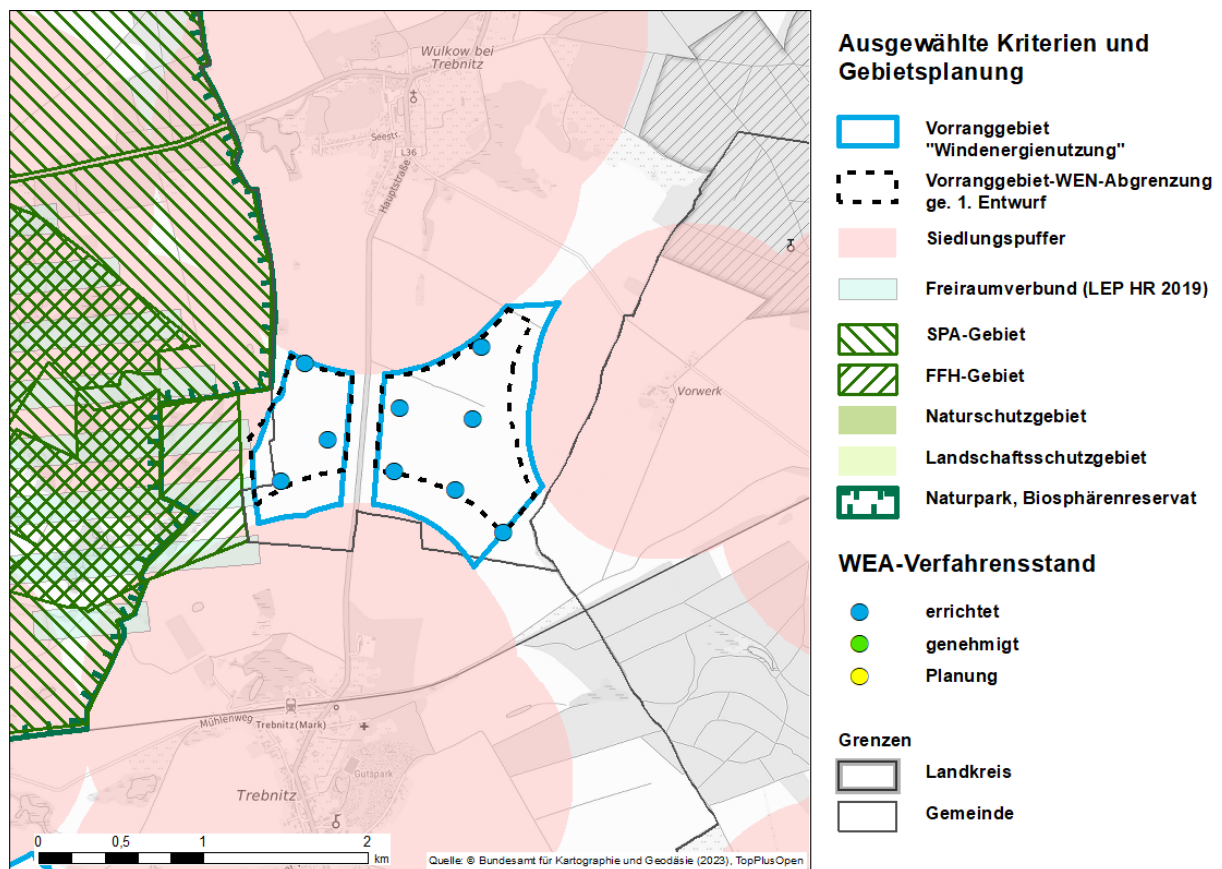 Wulkow bei
Trebnitz
Seestr.
L36
Hauptstraße
Vorwerk
Mühlenweg
Trebnitz(Mark)
Gutspark
Trebnitz
0 0,5 1 2
km
Quelle: © Bundesamt für Kartographie und Geodäsie (2023), TopPlusOpen
Ausgewählte Kriterien und
Gebietsplanung
Vorranggebiet
"Windenergienutzung"
Vorranggebiet-WEN-Abgrenzung
ge. 1. Entwurf
Siedlungspuffer
Freiraumverbund (LEP HR 2019)
SPA-Gebiet
FFH-Gebiet
Naturschutzgebiet
Landschaftsschutzgebiet
Naturpark, Biosphärenreservat
WEA-Verfahrensstand
errichtet
genehmigt
Planung
Grenzen
Landkreis
Gemeinde